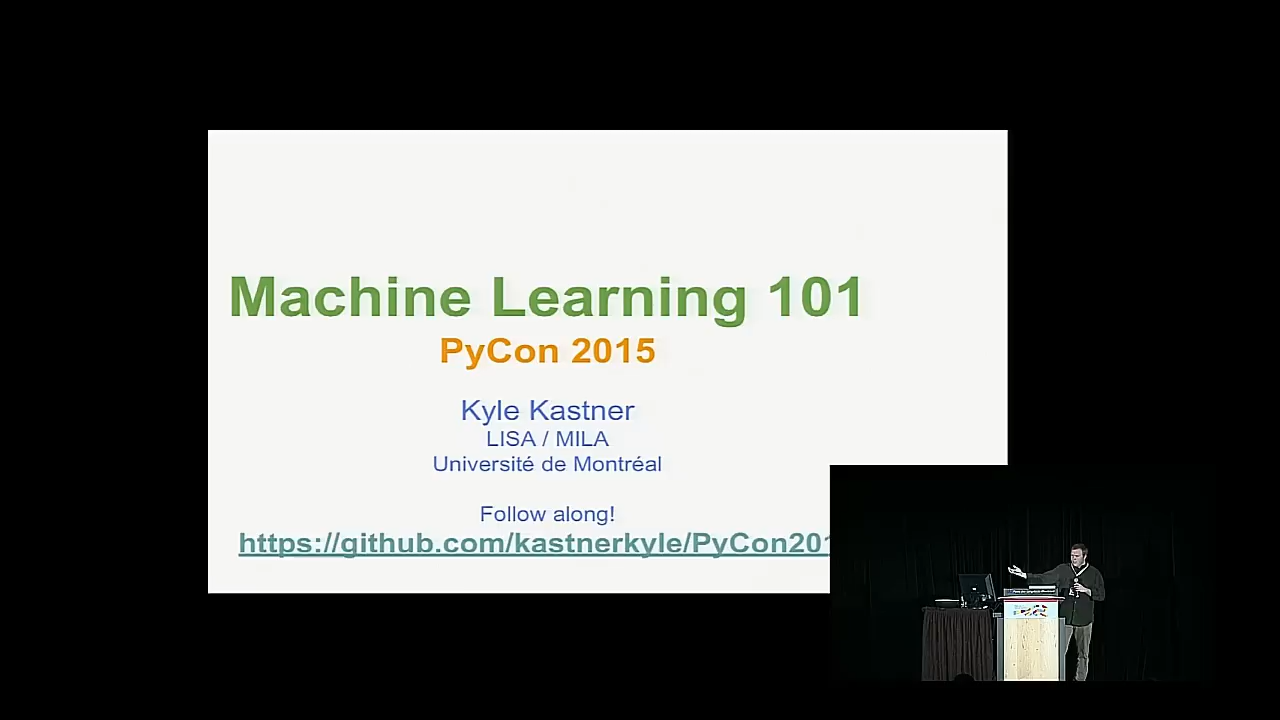 Machine Learning 101
PyCon 2015
Kyle Kastner
LISA / MILA
Université de Montréal
Follow along!
https://github.com/kastnerkyle/PyCon201